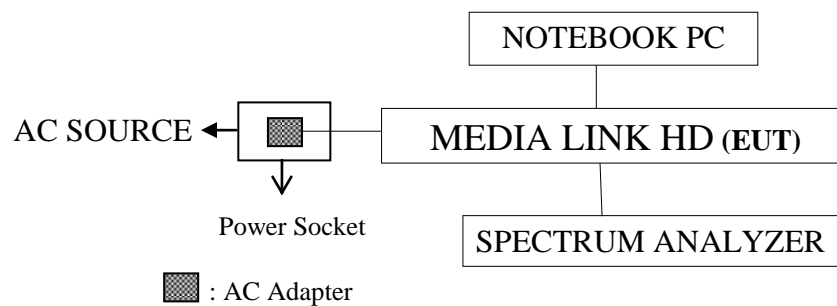 NOTEBOOK PC
AC SOURCE
MEDIA LINK HD (EUT)
Power Socket
SPECTRUM ANALYZER
: AC Adapter